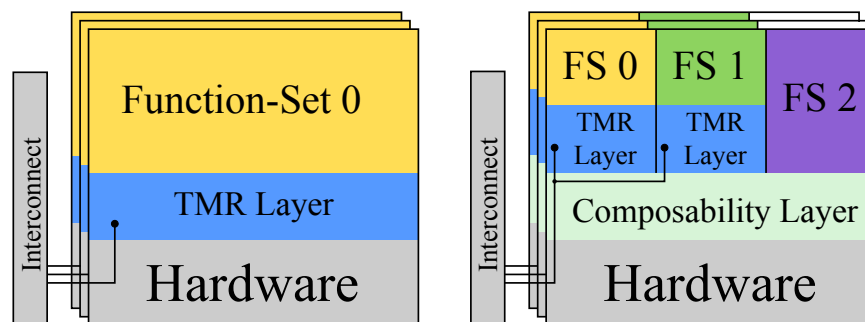 Interconnect
Function-Set 0
TMR Layer
Hardware
Interconnect
FS 0
FS 1
FS 2
TMR
Layer
TMR
Layer
Composability Layer
Hardware